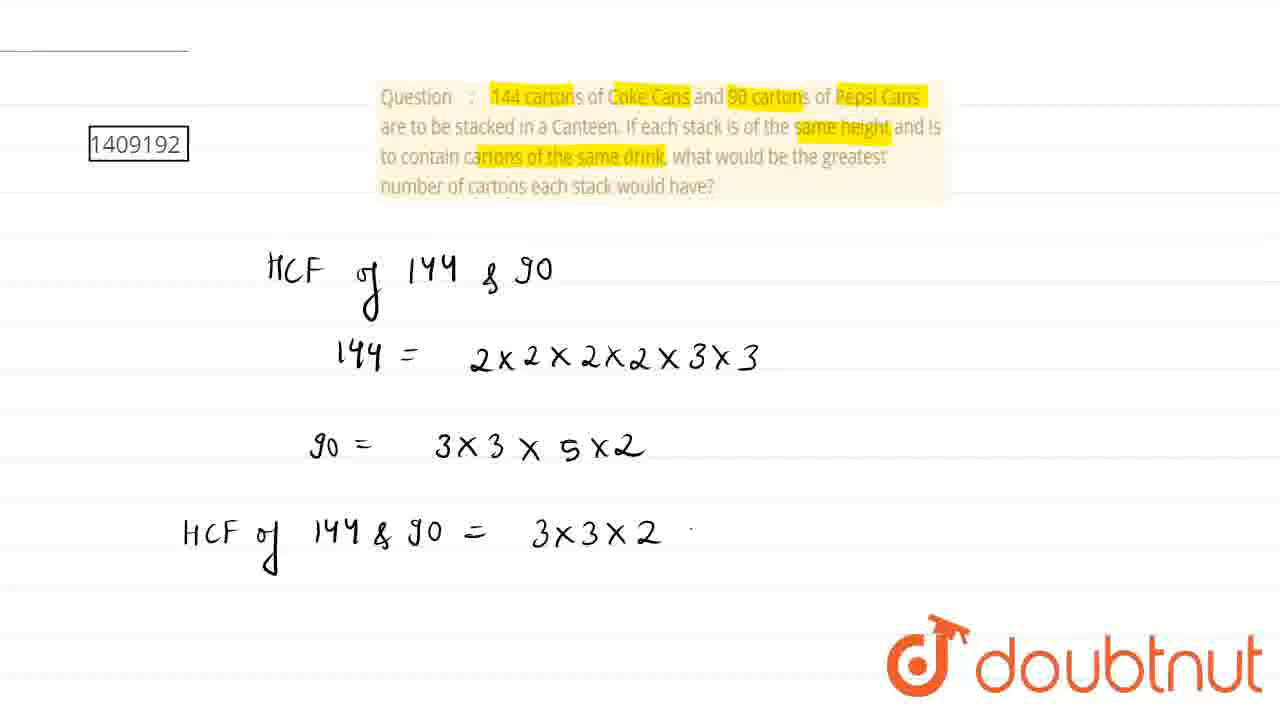 Question : 144 cartons of Coke Cans and 90 cartons of Pepsi Cans
are to be stacked in a Canteen. If each stack is of the same height and is
1409192
to contain cartons of the same drink, what would be the greatest
number of cartons each stack would have?
HCF of 144 & 90
144 = 2 × 2 × 2 × 2 × 3 × 3
90 = 3 × 3 × 5 × 2
HCF of 144 & 90 = 3 × 3 × 2
doubtnut